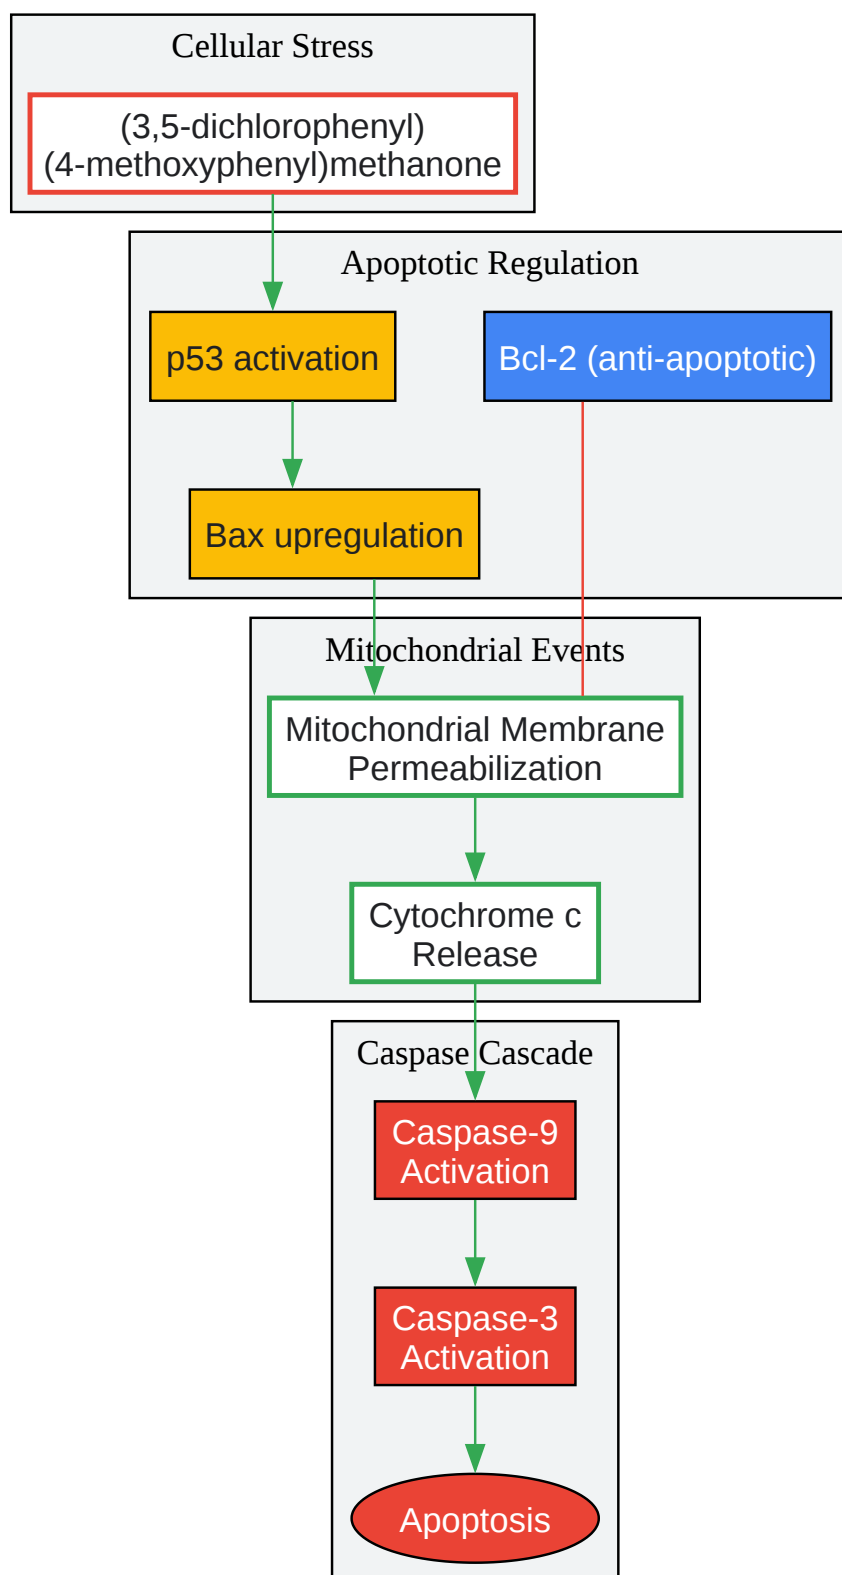 Cellular Stress
(3,5-dichlorophenyl)
(4-methoxyphenyl)methanone
Apoptotic Regulation
p53 activation
Bcl-2 (anti-apoptotic)
Bax upregulation
Mitochondrial Events
Mitochondrial Membrane
Permeabilization
Cytochrome c
Release
Caspase Cascade
Caspase-9
Activation
Caspase-3
Activation
Apoptosis